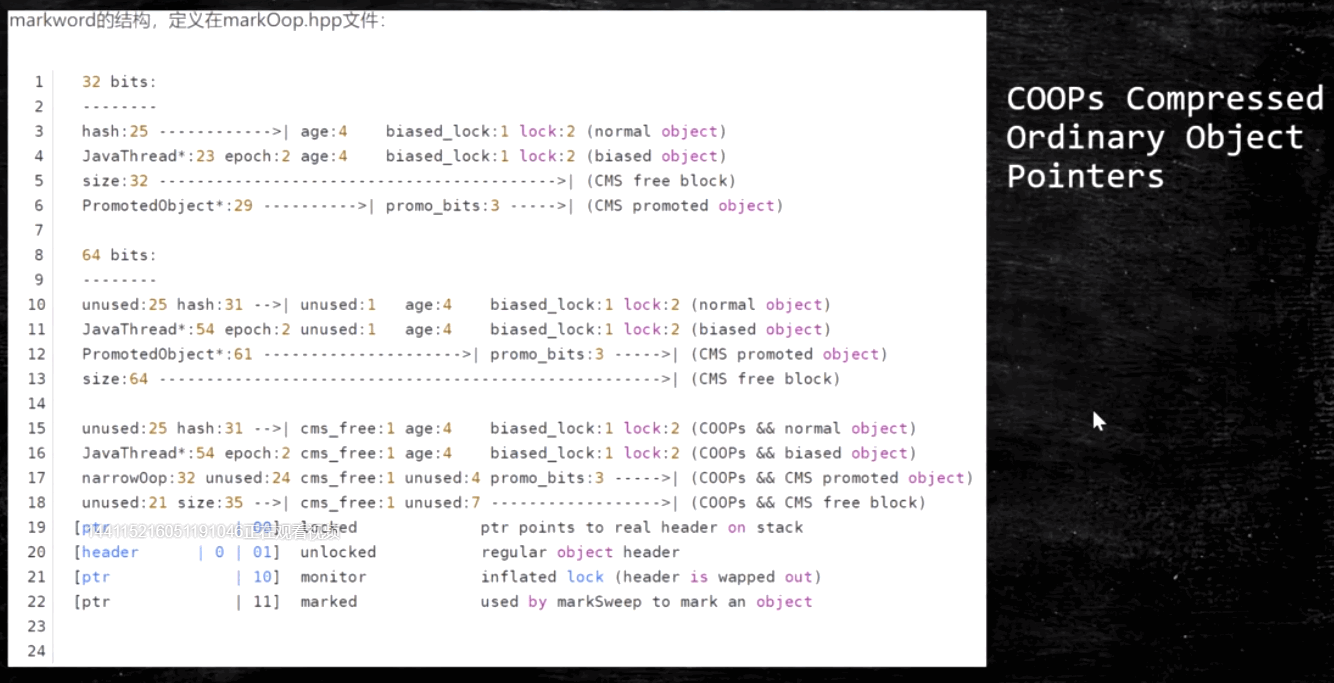 markword的结构，定义在markOop.hpp文件：
1 32 bits:
2 --------
3 hash:25 ------------>| age:4    biased_lock:1 lock:2 (normal object)
4 JavaThread*:23 epoch:2 age:4    biased_lock:1 lock:2 (biased object)
5 size:32 ------------------------------------------>| (CMS free block)
6 PromotedObject*:29 ---------->| promo_bits:3 ----->| (CMS promoted object)
7
8 64 bits:
9 --------
10 unused:25 hash:31 -->| unused:1   age:4    biased_lock:1 lock:2 (normal object)
11 JavaThread*:54 epoch:2 unused:1   age:4    biased_lock:1 lock:2 (biased object)
12 PromotedObject*:61 --------------------->| promo_bits:3 ----->| (CMS promoted object)
13 size:64 ----------------------------------------------------->| (CMS free block)
14
15 unused:25 hash:31 -->| cms_free:1 age:4    biased_lock:1 lock:2 (COOPs && normal object)
16 JavaThread*:54 epoch:2 cms_free:1 age:4    biased_lock:1 lock:2 (COOPs && biased object)
17 narrowOop:32 unused:24 cms_free:1 unused:4 promo_bits:3 ----->| (COOPs && CMS promoted object)
18 unused:21 size:35 -->| cms_free:1 unused:7 ------------------>| (COOPs && CMS free block)
19 [ptr             | 00]  locked             ptr points to real header on stack
正在观看视频
20 [header      | 0 | 01]  unlocked           regular object header
21 [ptr             | 10]  monitor            inflated lock (header is wapped out)
22 [ptr             | 11]  marked             used by markSweep to mark an object
23
24
COOPs Compressed
Ordinary Object
Pointers